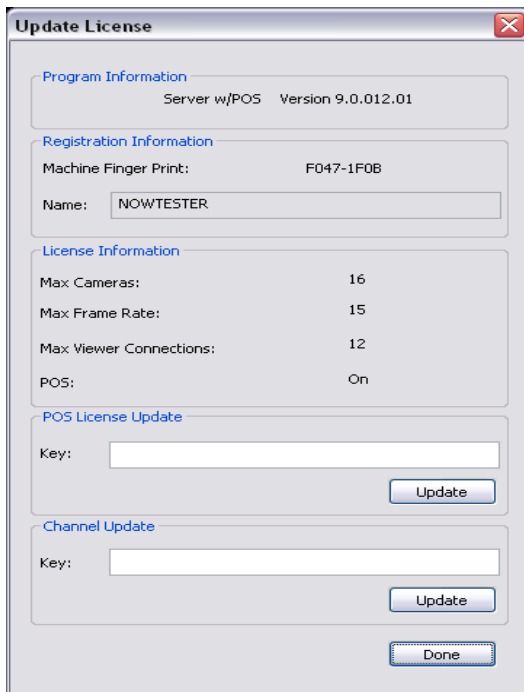 Update License
Program Information
Server w/POS Version 9.0.012.01
Registration Information
Machine Finger Print: F047-1F0B
Name: NOWTESTER
License Information
Max Cameras: 16
Max Frame Rate: 15
Max Viewer Connections: 12
POS: On
POS License Update
Key:
Update
Channel Update
Key:
Update
Done